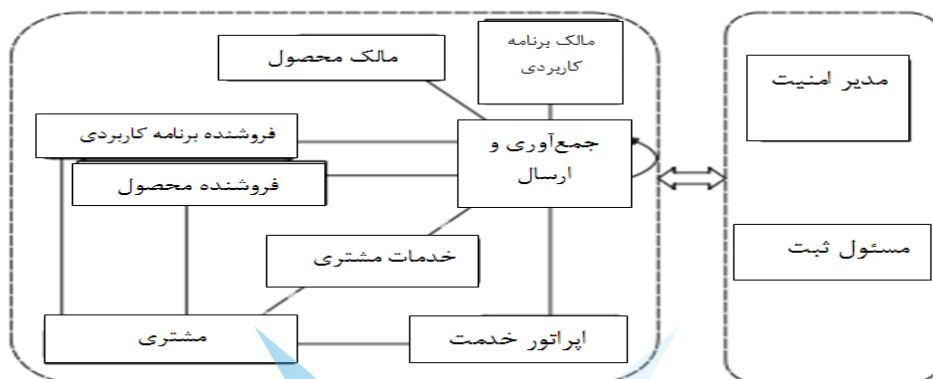 مالک برنامه
کاربردی
مالک محصول
مدیر امنیت
فروشنده برنامه کاربردی
جمع‌آوری و
ارسال
فروشنده محصول
خدمات مشتری
مسئول ثبت
مشتری
اپراتور خدمت